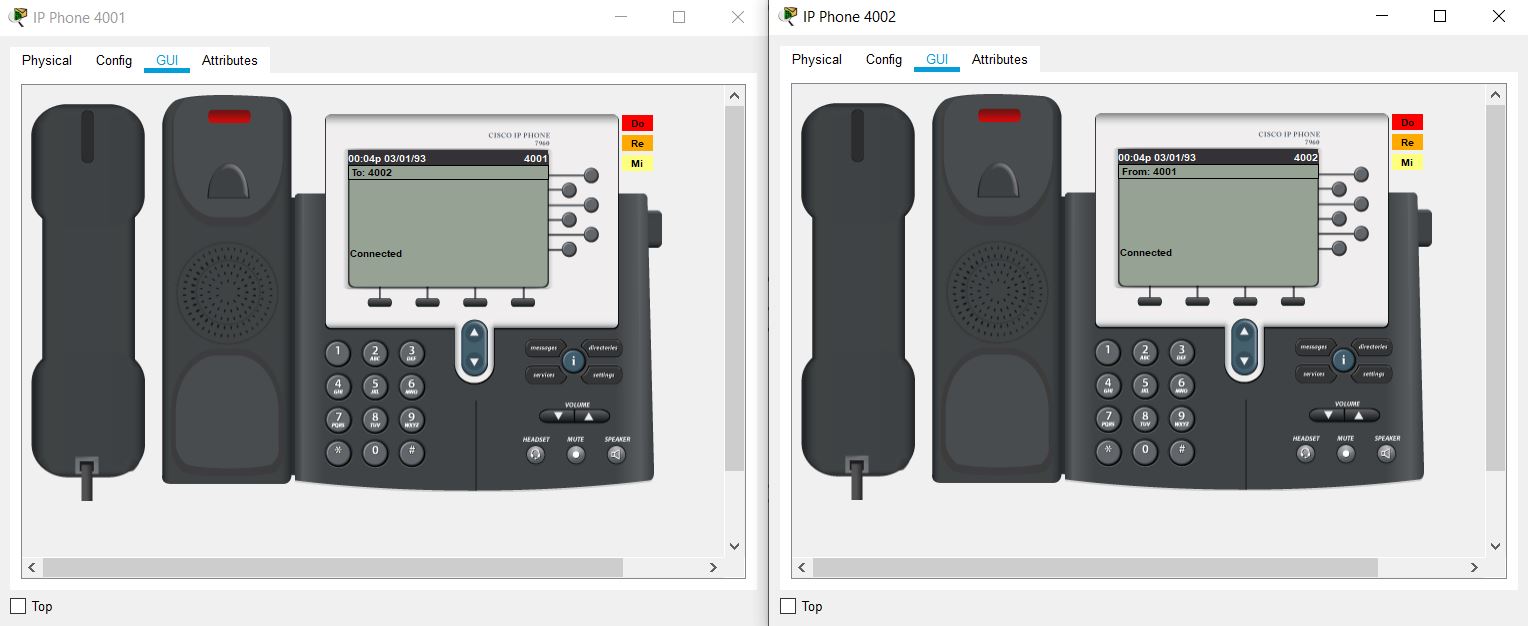 IP Phone 4001
Physical Config GUI Attributes
CISCO IP PHONE
7960
Do
Re
Mi
00:04p 03/01/93 4001
To: 4002
Connected
1 2 ABC 3 DEF
4 GHI 5 JKL 6 MNO
7 PQRS 8 TUV 9 WXYZ
* 0 #
messages directories
i
services settings
VOLUME
HEADSET MUTE SPEAKER
Top
IP Phone 4002
Physical Config GUI Attributes
CISCO IP PHONE
7960
Do
Re
Mi
00:04p 03/01/93 4002
From: 4001
Connected
1 2 ABC 3 DEF
4 GHI 5 JKL 6 MNO
7 PQRS 8 TUV 9 WXYZ
* 0 #
messages directories
i
services settings
VOLUME
HEADSET MUTE SPEAKER
Top